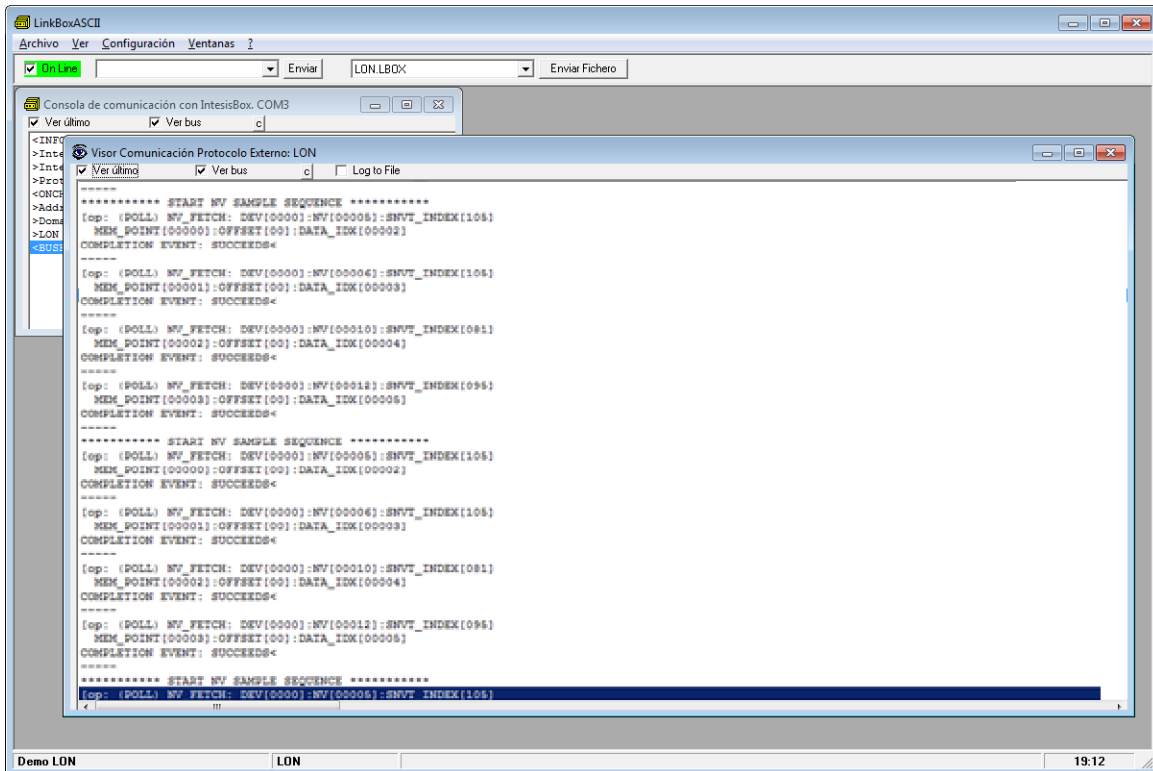 LinkBoxASCII
Archivo Ver Configuración Ventanas ?
On Line Enviar LON.LBOX Enviar Fichero
Consola de comunicación con IntesisBox. COM3
Ver último Ver bus c
<INFO
>Inte
>Inte
>Prot
<ONCH
>Addr
>Doma
>LON
<BUSP
Visor Comunicación Protocolo Externo: LON
Ver último Ver bus c Log to File
-----
*********** START NV SAMPLE SEQUENCE ***********
[op: (POLL) NV_FETCH: DEV[0000]:NV[00005]:SNVT_INDEX[105]
MEM_POINT[00000]:OFFSET[00]:DATA_IDX[00002]
COMPLETION EVENT: SUCCEEDS<
-----
[op: (POLL) NV_FETCH: DEV[0000]:NV[00006]:SNVT_INDEX[105]
MEM_POINT[00001]:OFFSET[00]:DATA_IDX[00003]
COMPLETION EVENT: SUCCEEDS<
-----
[op: (POLL) NV_FETCH: DEV[0000]:NV[00010]:SNVT_INDEX[081]
MEM_POINT[00002]:OFFSET[00]:DATA_IDX[00004]
COMPLETION EVENT: SUCCEEDS<
-----
[op: (POLL) NV_FETCH: DEV[0000]:NV[00012]:SNVT_INDEX[095]
MEM_POINT[00003]:OFFSET[00]:DATA_IDX[00005]
COMPLETION EVENT: SUCCEEDS<
-----
*********** START NV SAMPLE SEQUENCE ***********
[op: (POLL) NV_FETCH: DEV[0000]:NV[00005]:SNVT_INDEX[105]
MEM_POINT[00000]:OFFSET[00]:DATA_IDX[00002]
COMPLETION EVENT: SUCCEEDS<
-----
[op: (POLL) NV_FETCH: DEV[0000]:NV[00006]:SNVT_INDEX[105]
MEM_POINT[00001]:OFFSET[00]:DATA_IDX[00003]
COMPLETION EVENT: SUCCEEDS<
-----
[op: (POLL) NV_FETCH: DEV[0000]:NV[00010]:SNVT_INDEX[081]
MEM_POINT[00002]:OFFSET[00]:DATA_IDX[00004]
COMPLETION EVENT: SUCCEEDS<
-----
[op: (POLL) NV_FETCH: DEV[0000]:NV[00012]:SNVT_INDEX[095]
MEM_POINT[00003]:OFFSET[00]:DATA_IDX[00005]
COMPLETION EVENT: SUCCEEDS<
-----
*********** START NV SAMPLE SEQUENCE ***********
[op: (POLL) NV_FETCH: DEV[0000]:NV[00005]:SNVT_INDEX[105]
Demo LON LON 19:12